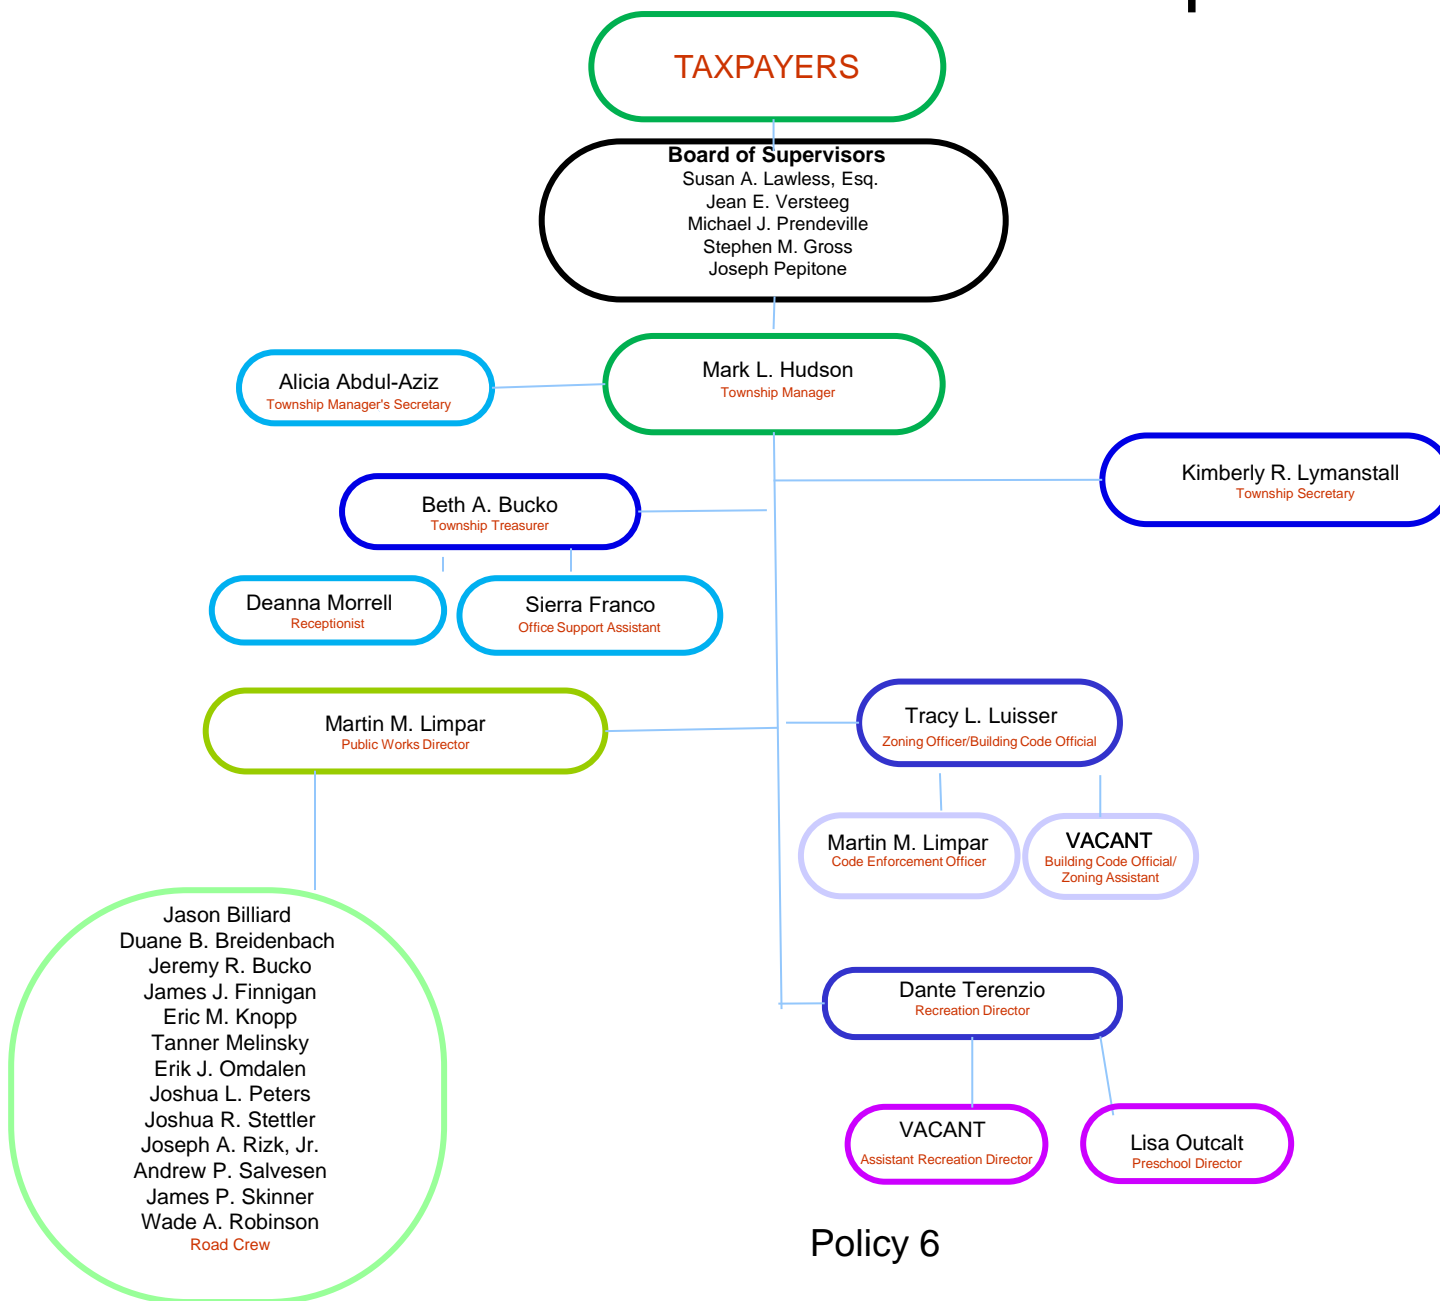 TAXPAYERS
Board of Supervisors
Susan A. Lawless, Esq.
Jean E. Versteeg
Michael J. Prendeville
Stephen M. Gross
Joseph Pepitone
Mark L. Hudson
Township Manager
Alicia Abdul-Aziz
Township Manager's Secretary
Kimberly R. Lymanstall
Township Secretary
Beth A. Bucko
Township Treasurer
Deanna Morrell
Receptionist
Sierra Franco
Office Support Assistant
Martin M. Limpar
Public Works Director
Tracy L. Luisser
Zoning Officer/Building Code Official
Martin M. Limpar
Code Enforcement Officer
VACANT
Building Code Official/
Zoning Assistant
Jason Billiard
Duane B. Breidenbach
Jeremy R. Bucko
James J. Finnigan
Eric M. Knopp
Tanner Melinsky
Erik J. Omdalen
Joshua L. Peters
Joshua R. Stettler
Joseph A. Rizk, Jr.
Andrew P. Salvesen
James P. Skinner
Wade A. Robinson
Road Crew
Dante Terenzio
Recreation Director
VACANT
Assistant Recreation Director
Lisa Outcalt
Preschool Director
Policy 6